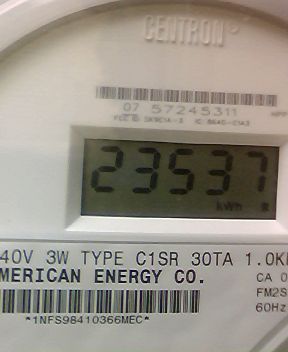 CENTRON®
07 57245311
23537
kWh
40V 3W TYPE C1SR 30TA 1.0K
MERICAN ENERGY CO.
CA 0
FM2S
60Hz
*1NFS98410366MEC*